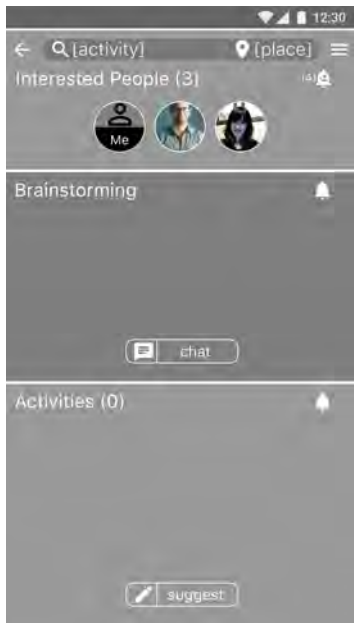 12:30
{activity] {place]
Interested People (3)
Me
Brainstorming
chat
Activities (0)
suggest